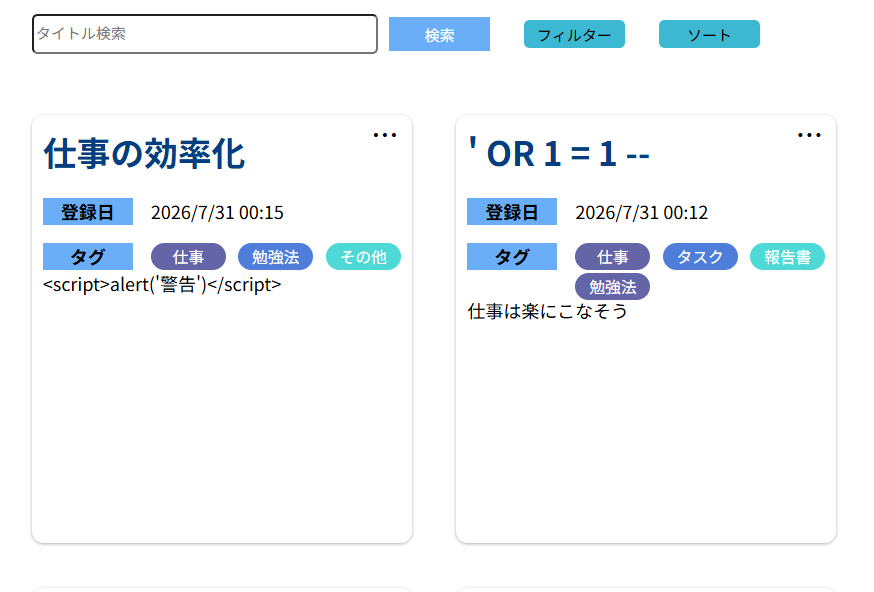 タイトル検索 検索 フィルター ソート
仕事の効率化 ...
登録日 2026/7/31 00:15
タグ 仕事 勉強法 その他
<script>alert('警告')</script>
' OR 1 = 1 -- ...
登録日 2026/7/31 00:12
タグ 仕事 タスク 報告書
勉強法
仕事は楽にこなそう